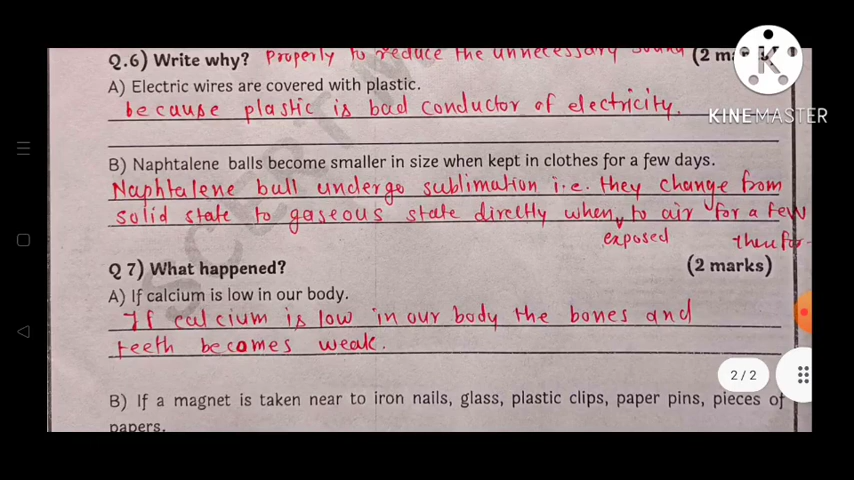 Q.6) Write why? Properly to reduce the unnecessary sound (2 mar
A) Electric wires are covered with plastic.
because plastic is bad conductor of electricity.
B) Naphtalene balls become smaller in size when kept in clothes for a few days.
Naphtalene ball undergo sublimation i.e. they change from
solid state to gaseous state directly when to air for a few
exposed
Q 7) What happened? (2 marks)
A) If calcium is low in our body.
If calcium is low in our body the bones and
teeth becomes weak.
B) If a magnet is taken near to iron nails, glass, plastic clips, paper pins, pieces of
papers.
KINEMASTER
2/2